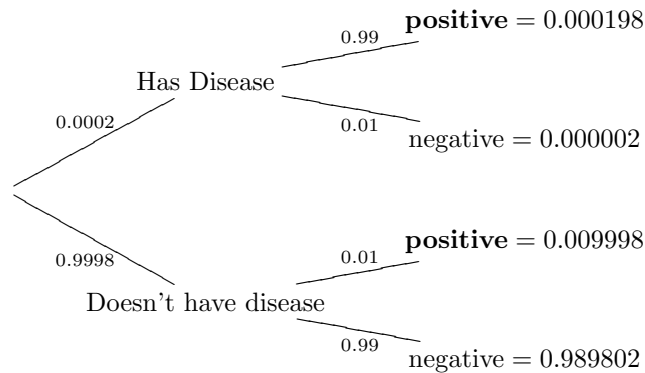 positive = 0.000198
0.99
Has Disease
0.0002
0.01
negative = 0.000002
positive = 0.009998
0.9998
0.01
Doesn't have disease
0.99
negative = 0.989802